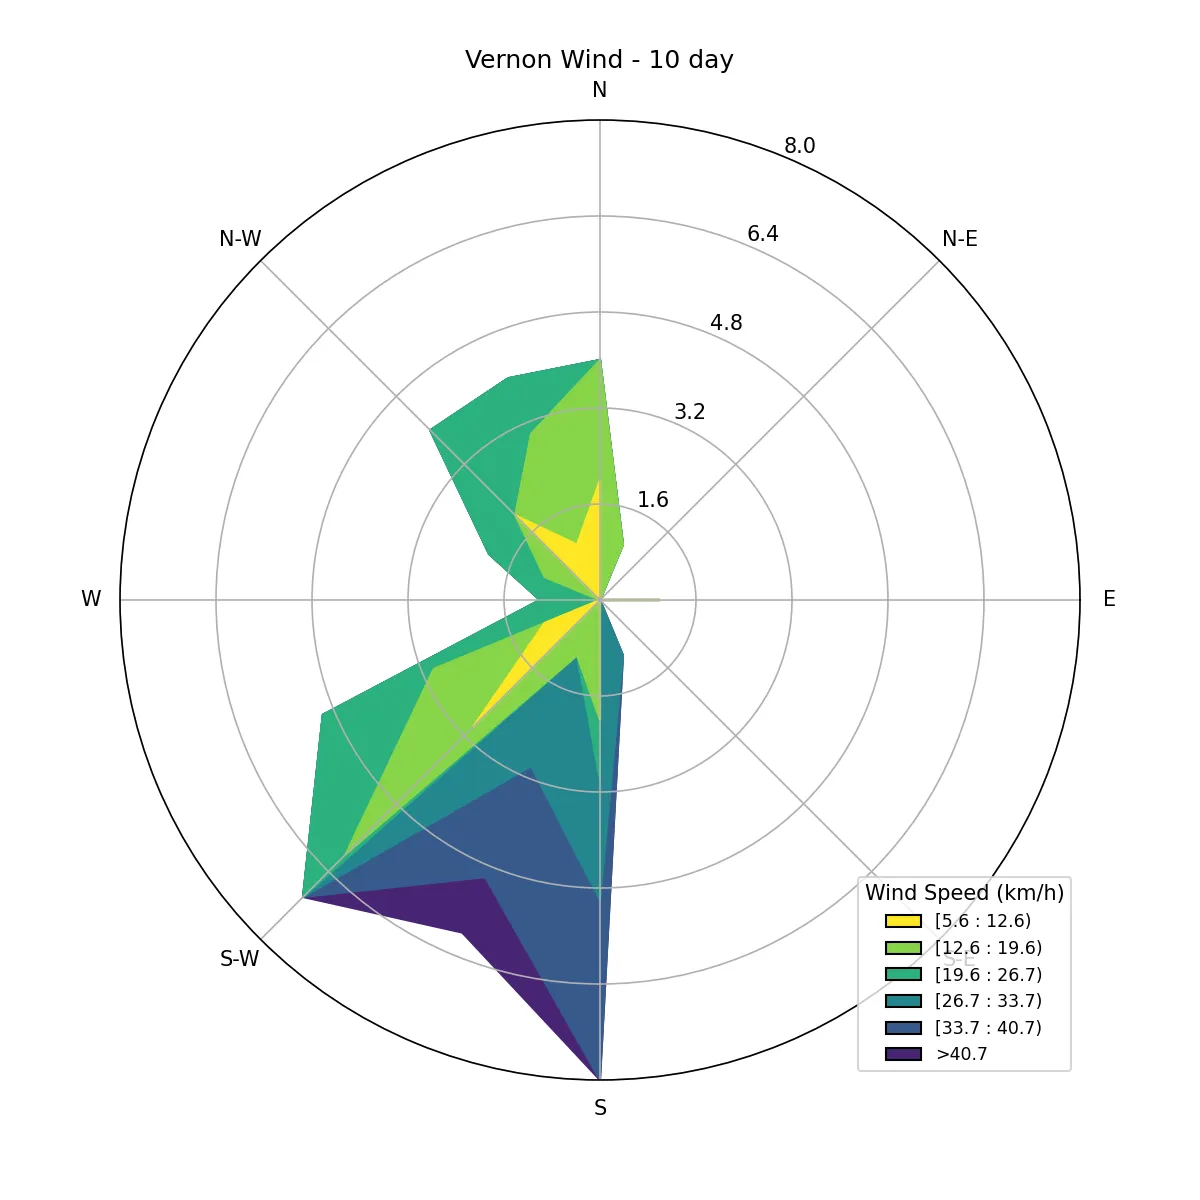 Vernon Wind - 10 day
N
8.0
6.4
N-W
N-E
4.8
3.2
1.6
W
E
Wind Speed (km/h)
[5.6 : 12.6)
[12.6 : 19.6)
S-W
S-E
[19.6 : 26.7)
[26.7 : 33.7)
[33.7 : 40.7)
>40.7
S